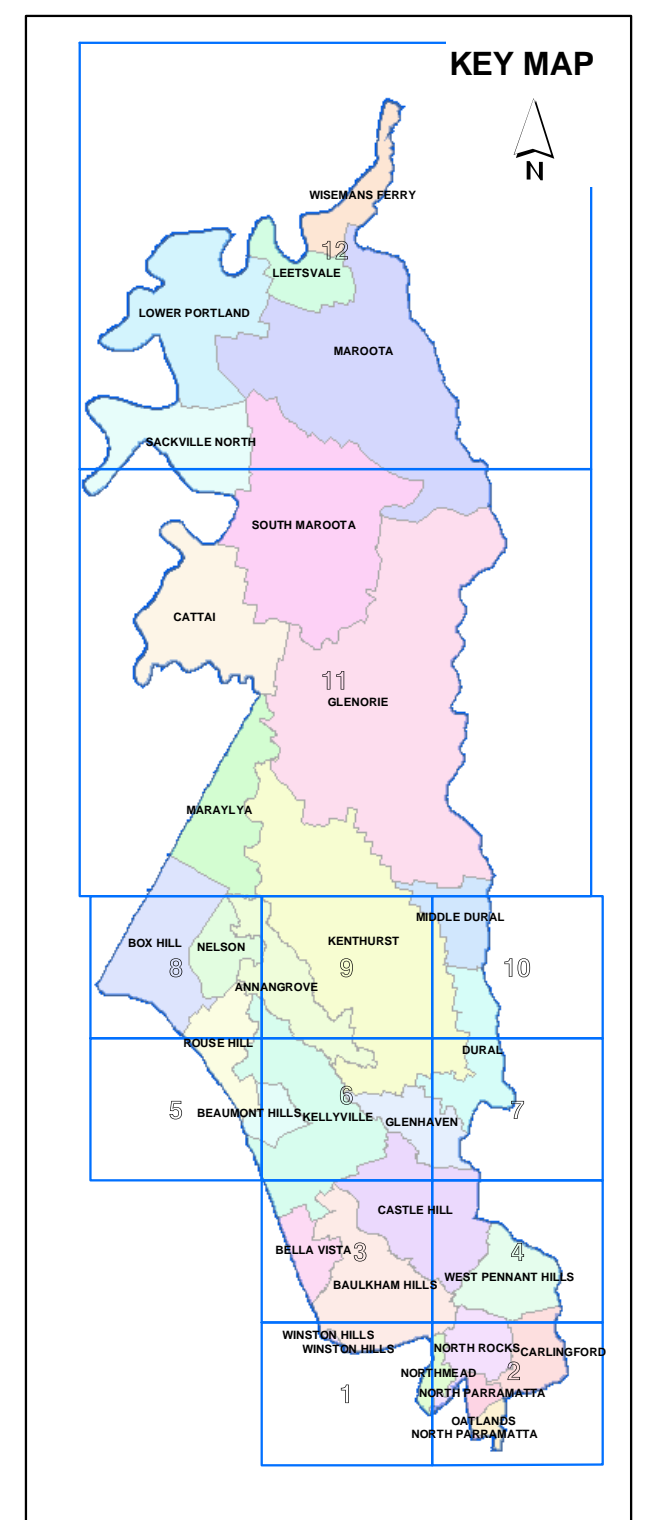 KEY MAP
N
WISEMANS FERRY
12
LEETSVALE
LOWER PORTLAND
MAROOTA
SACKVILLE NORTH
SOUTH MAROOTA
CATTAI
11
GLENORIE
MARAYLYA
MIDDLE DURAL
BOX HILL
NELSON
KENTHURST
8
9
10
ANNANGROVE
ROUSE HILL
DURAL
6
5
BEAUMONT HILLS
KELLYVILLE
GLENHAVEN
7
CASTLE HILL
BELLA VISTA
3
4
WEST PENNANT HILLS
BAULKHAM HILLS
WINSTON HILLS
WINSTON HILLS
NORTH ROCKS
CARLINGFORD
NORTHMEAD
2
1
NORTH PARRAMATTA
OATLANDS
NORTH PARRAMATTA